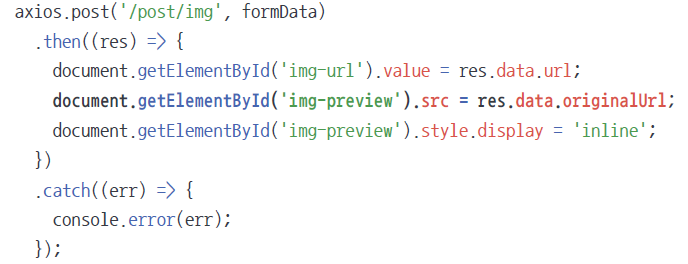 axios.post('/post/img', formData)
.then((res) => {
document.getElementById('img-url').value = res.data.url;
document.getElementById('img-preview').src = res.data.originalUrl;
document.getElementById('img-preview').style.display = 'inline';
})
.catch((err) => {
console.error(err);
});